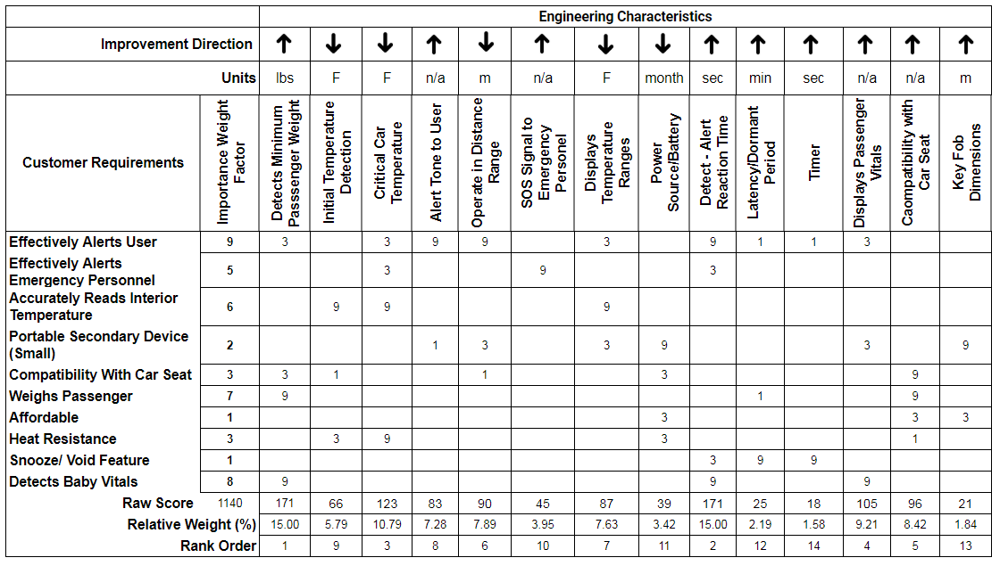 Engineering Characteristics
Improvement Direction ↑ ↓ ↓ ↑ ↓ ↑ ↓ ↓ ↑ ↑ ↑ ↑ ↑ ↑
Units lbs F F n/a m n/a F month sec min sec n/a n/a m
Customer Requirements
Importance Weight
Factor
Detects Minimum
Passsenger Weight
Initial Temperature
Detection
Critical Car
Temperature
Alert Tone to User
Operate in Distance
Range
SOS Signal to
Emergency
Personel
Displays
Temperature
Ranges
Power
Source/Battery
Detect - Alert
Reaction Time
Latency/Dormant
Period
Timer
Displays Passenger
Vitals
Caompatibility with
Car Seat
Key Fob
Dimensions
Effectively Alerts User 9 3 3 9 9 3 9 1 1 3
Effectively Alerts
Emergency Personnel 5 3 9 3
Accurately Reads Interior
Temperature 6 9 9 9
Portable Secondary Device
(Small) 2 1 3 3 9 3 9
Compatibility With Car Seat 3 3 1 1 3 9
Weighs Passenger 7 9 1 9
Affordable 1 3 3 3
Heat Resistance 3 3 9 3 1
Snooze/ Void Feature 1 3 9 9
Detects Baby Vitals 8 9 9 9
Raw Score 1140 171 66 123 83 90 45 87 39 171 25 18 105 96 21
Relative Weight (%) 15.00 5.79 10.79 7.28 7.89 3.95 7.63 3.42 15.00 2.19 1.58 9.21 8.42 1.84
Rank Order 1 9 3 8 6 10 7 11 2 12 14 4 5 13